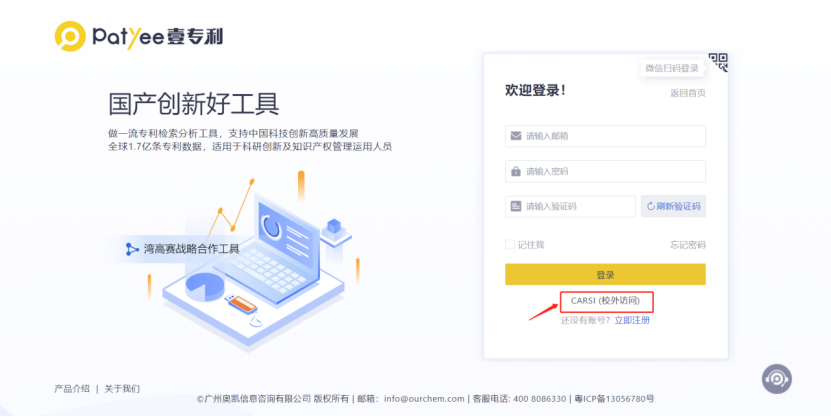 Patyee壹专利
微信扫码登录
欢迎登录!
返回首页
国产创新好工具
做一流专利检索分析工具，支持中国科技创新高质量发展
全球1.7亿条专利数据，适用于科研创新及知识产权管理运用人员
请输入邮箱
请输入密码
请输入验证码
刷新验证码
湾高赛战略合作工具
记住我
忘记密码
登录
CARSI (校外访问)
还没有账号? 立即注册
产品介绍 | 关于我们
©广州奥凯信息咨询有限公司 版权所有 | 邮箱: info@ourchem.com | 客服电话: 400 8086330 | 粤ICP备13056780号